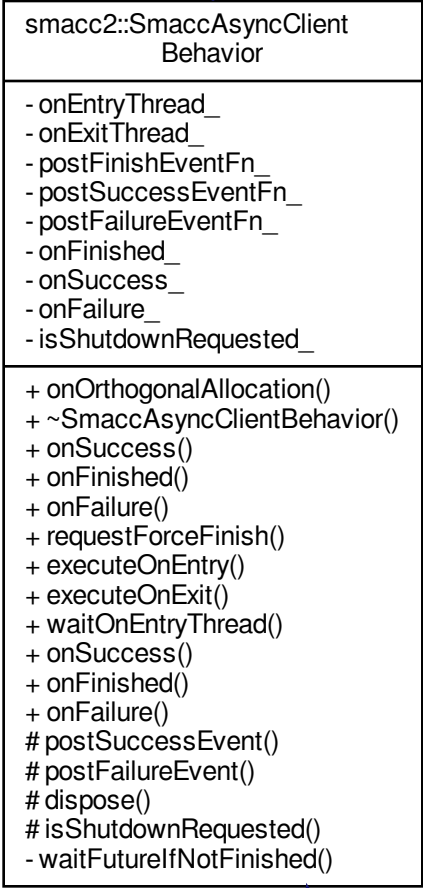 smacc2::SmaccAsyncClient
Behavior
- onEntryThread_
- onExitThread_
- postFinishEventFn_
- postSuccessEventFn_
- postFailureEventFn_
- onFinished_
- onSuccess_
- onFailure_
- isShutdownRequested_
+ onOrthogonalAllocation()
+ ~SmaccAsyncClientBehavior()
+ onSuccess()
+ onFinished()
+ onFailure()
+ requestForceFinish()
+ executeOnEntry()
+ executeOnExit()
+ waitOnEntryThread()
+ onSuccess()
+ onFinished()
+ onFailure()
# postSuccessEvent()
# postFailureEvent()
# dispose()
# isShutdownRequested()
- waitFutureIfNotFinished()